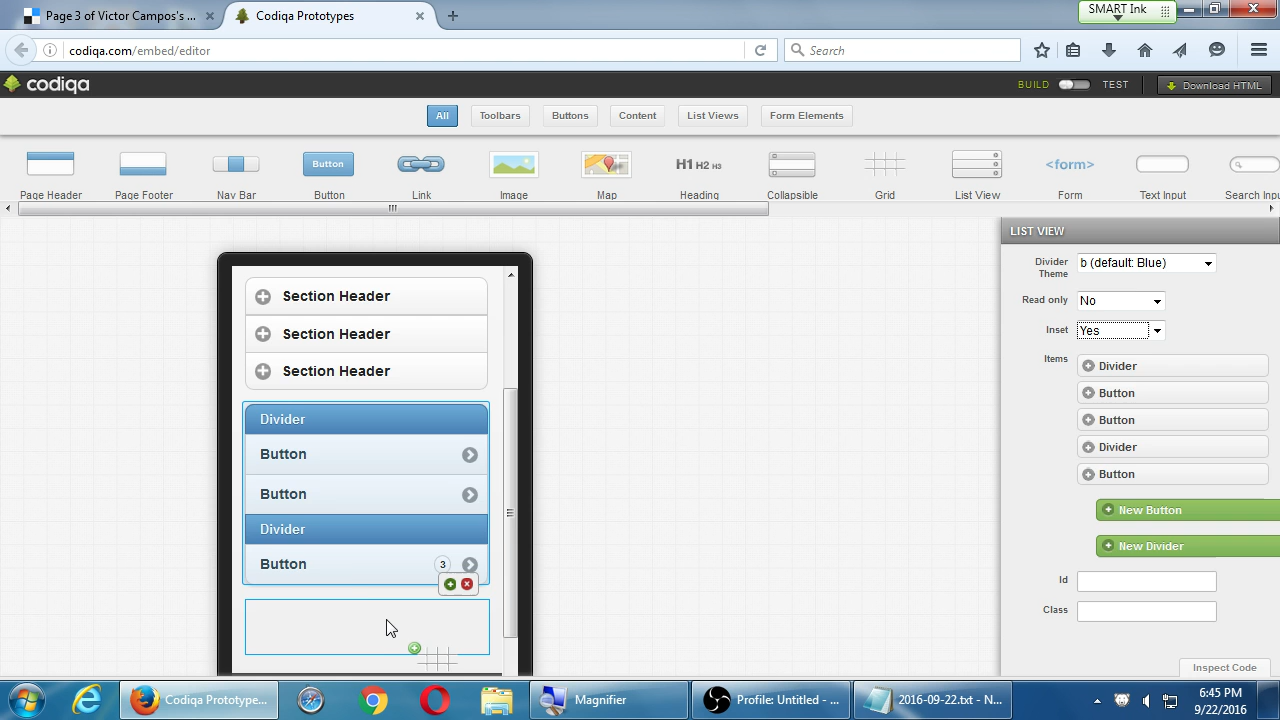 Page 3 of Victor Campos's ...
Codiqa Prototypes
SMART Ink
codiqa.com/embed/editor
Search
codiqa
BUILD
TEST
Download HTML
All
Toolbars
Buttons
Content
List Views
Form Elements
Button
H1 H2 H3
<form>
Page Header
Page Footer
Nav Bar
Button
Link
Image
Map
Heading
Collapsible
Grid
List View
Form
Text Input
Search Inpu
LIST VIEW
Divider Theme
b (default: Blue)
Read only
No
Inset
Yes
Items
Divider
Button
Button
Divider
Button
New Button
New Divider
Id
Class
Inspect Code
Section Header
Section Header
Section Header
Divider
Button
Button
Divider
Button
3
Codiqa Prototype...
Magnifier
Profile: Untitled - ...
2016-09-22.txt - N...
6:45 PM
9/22/2016